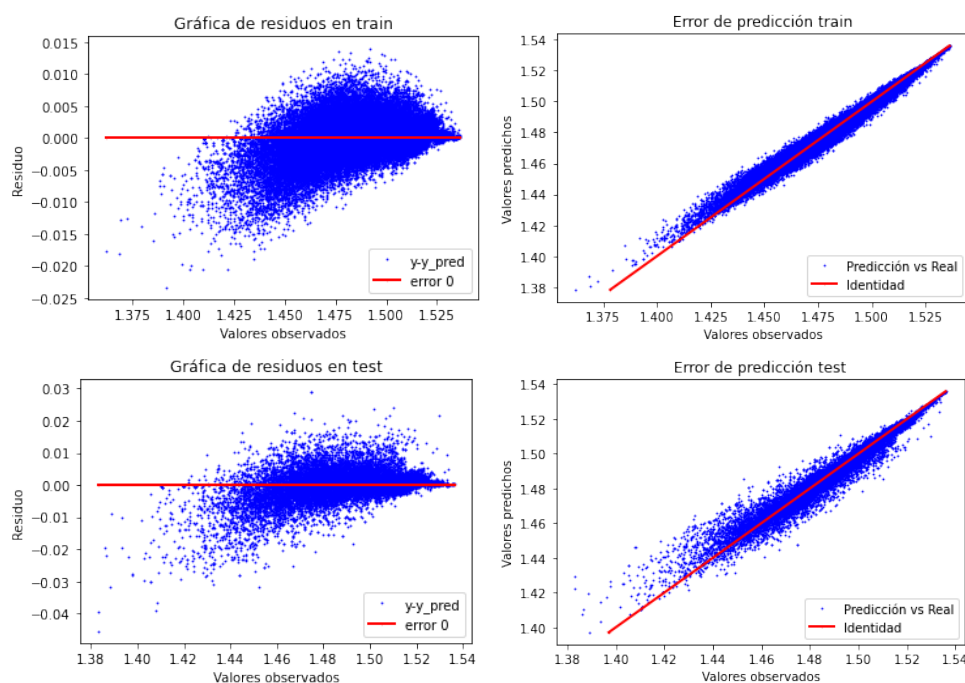 Gráfica de residuos en train
0.015
0.010
0.005
0.000
−0.005
−0.010
−0.015
−0.020
−0.025
Residuo
y-y_pred
error 0
1.375 1.400 1.425 1.450 1.475 1.500 1.525
Valores observados
Error de predicción train
1.54
1.52
1.50
1.48
1.46
1.44
1.42
1.40
1.38
Valores predichos
Predicción vs Real
Identidad
1.375 1.400 1.425 1.450 1.475 1.500 1.525
Valores observados
Gráfica de residuos en test
0.03
0.02
0.01
0.00
−0.01
−0.02
−0.03
−0.04
Residuo
y-y_pred
error 0
1.38 1.40 1.42 1.44 1.46 1.48 1.50 1.52 1.54
Valores observados
Error de predicción test
1.54
1.52
1.50
1.48
1.46
1.44
1.42
1.40
Valores predichos
Predicción vs Real
Identidad
1.38 1.40 1.42 1.44 1.46 1.48 1.50 1.52 1.54
Valores observados